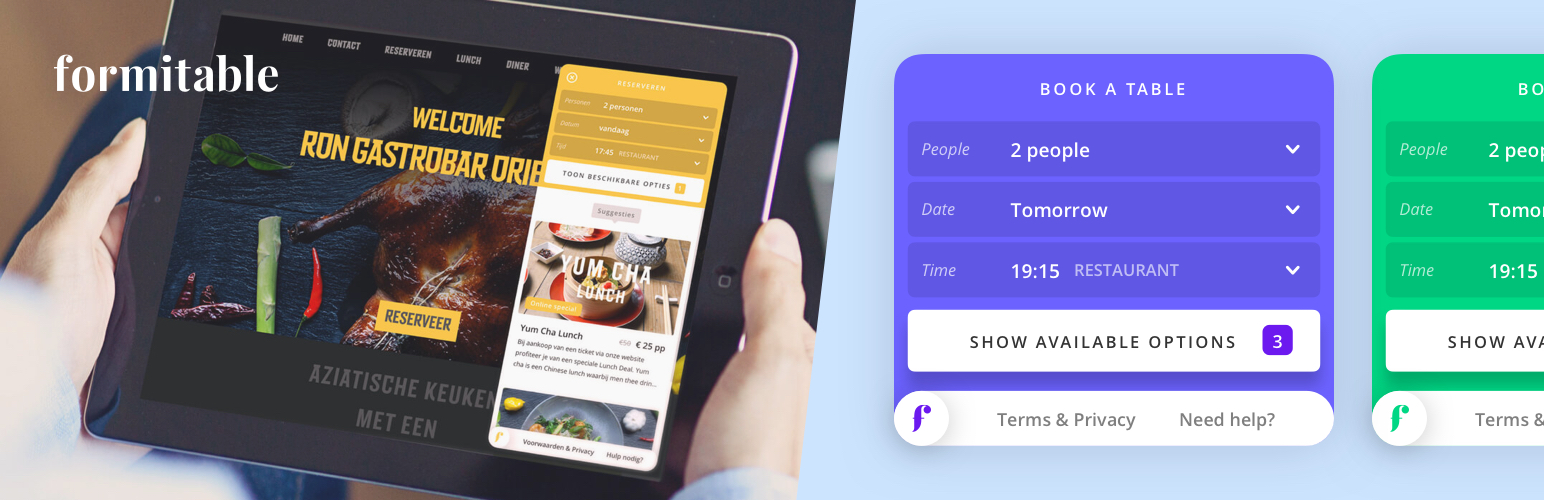 formitable
HOME CONTACT RESERVEREN LUNCH DINER
WELCOME
RON GASTROBAR
RESERVEER
AZIATISCHE KEUKEN
MET EEN
RESERVEREN
Personen 2 personen
Datum vandaag
Tijd 17:45 RESTAURANT
TOON BESCHIKBARE OPTIES 1
Suggesties
YUM CHA
LUNCH
Online special
Yum Cha Lunch €50 € 25 pp
Bij aankoop van een ticket via onze website
profiteer je van een speciale Lunch Deal. Yum
cha is een Chinese lunch waarbij men thee drin...
Voorwaarden & Privacy Hulp nodig?
BOOK A TABLE
People 2 people
Date Tomorrow
Time 19:15 RESTAURANT
SHOW AVAILABLE OPTIONS 3
f Terms & Privacy Need help?
BO
People 2 peop
Date Tomor
Time 19:15
SHOW AVA
f Terms &